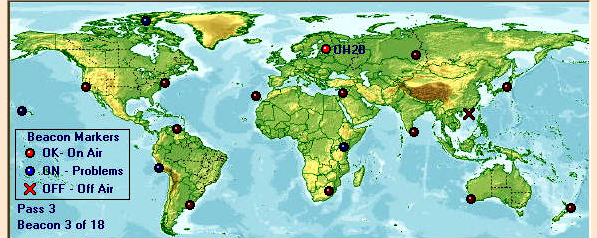 OH2B
Beacon Markers
OK- On Air
ON - Problems
OFF - Off Air
Pass 3
Beacon 3 of 18